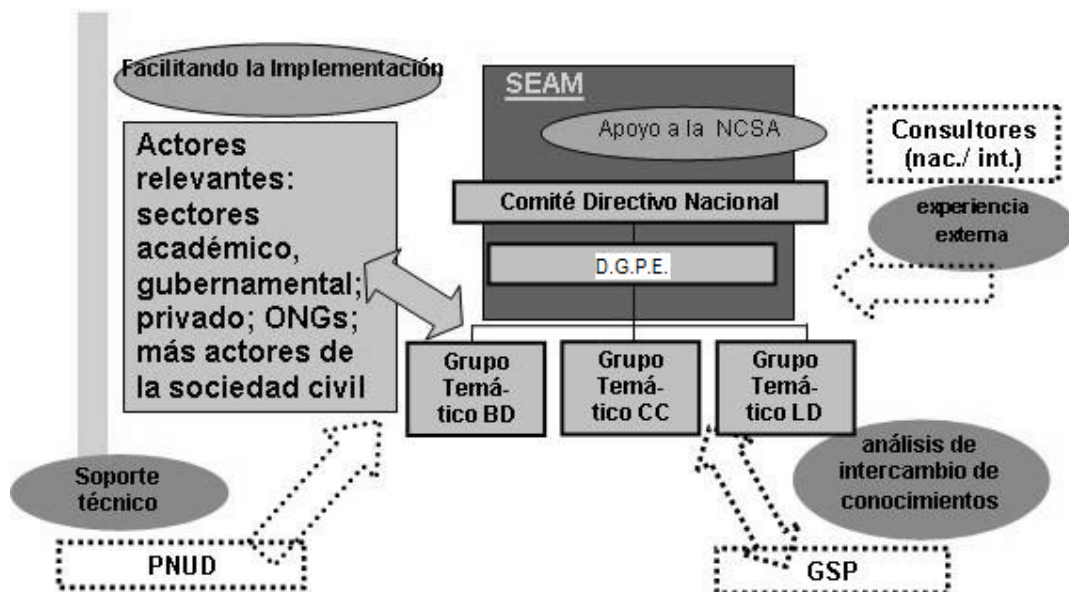 Facilitando la Implementación
SEAM
Apoyo a la NCSA
Actores
relevantes:
sectores
académico,
gubernamental;
privado; ONGs;
más actores de
la sociedad civil
Consultores
(nac./ int.)
experiencia
externa
Comité Directivo Nacional
D.G.P.E.
Grupo
Temá-
tico BD
Grupo
Temá-
tico CC
Grupo
Temá-
tico LD
análisis de
intercambio de
conocimientos
Soporte
técnico
PNUD
GSP